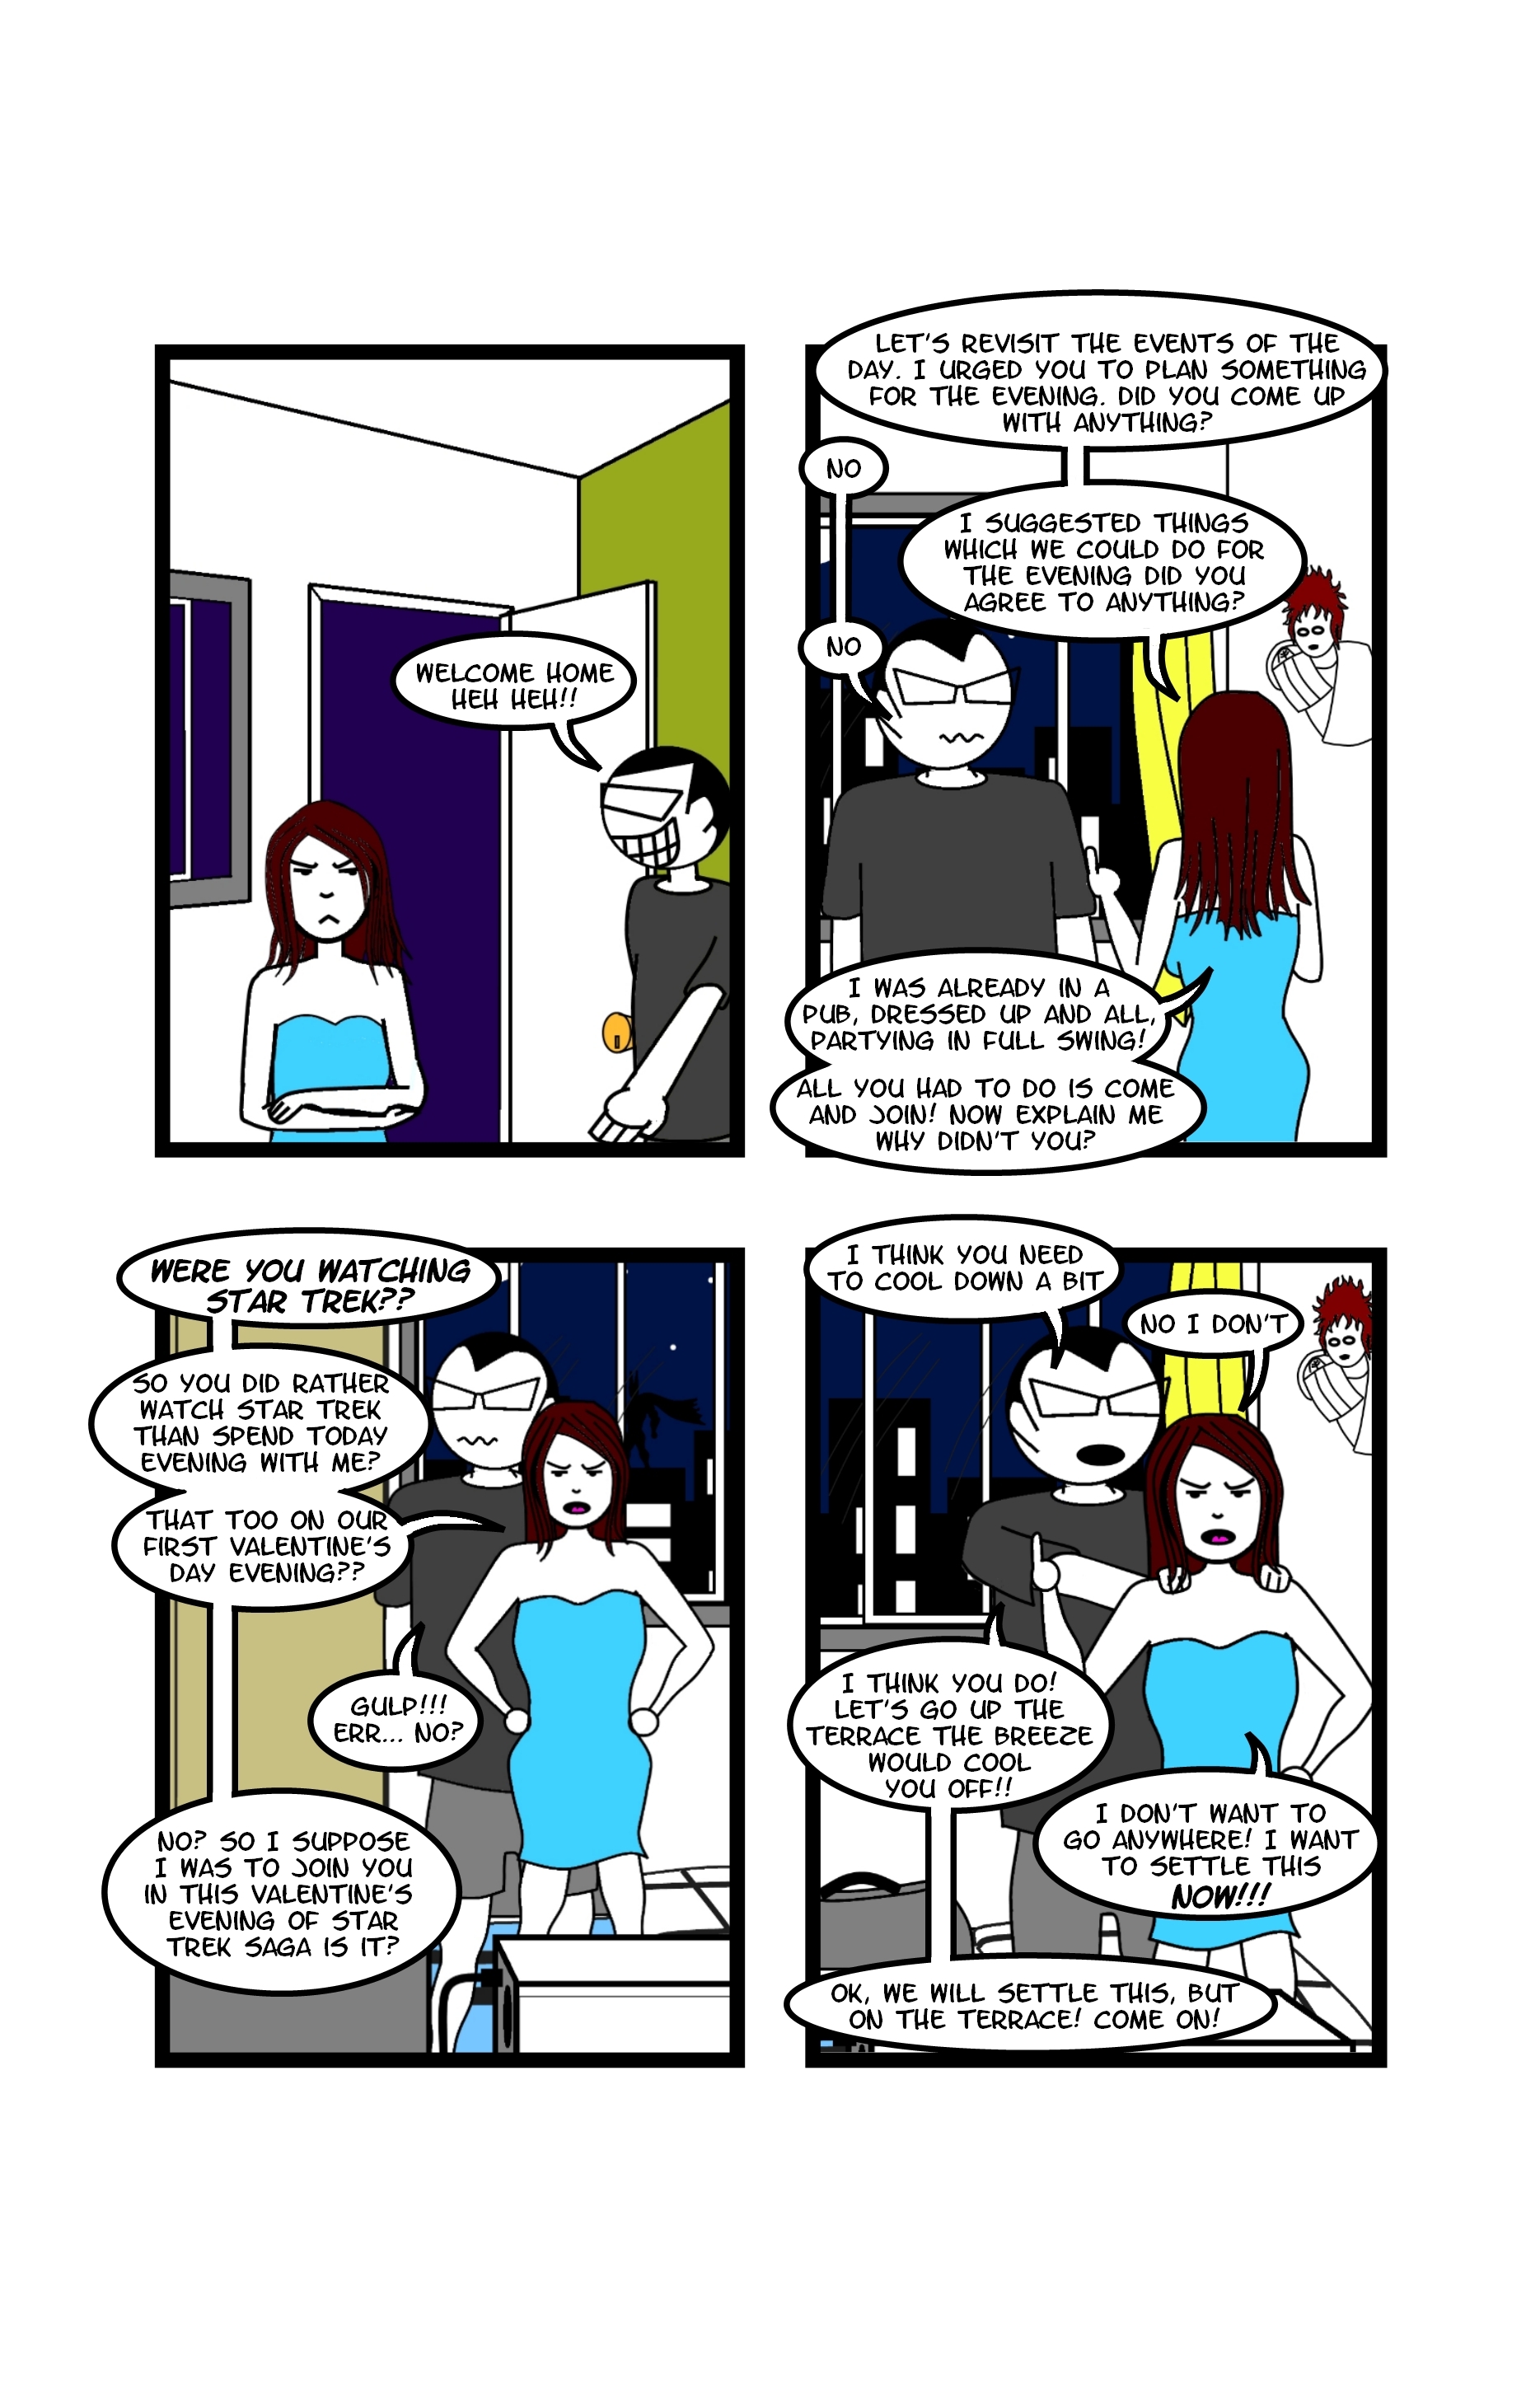 WELCOME HOME
HEH HEH!!
LET'S REVISIT THE EVENTS OF THE
DAY. I URGED YOU TO PLAN SOMETHING
FOR THE EVENING. DID YOU COME UP
WITH ANYTHING?
NO
I SUGGESTED THINGS
WHICH WE COULD DO FOR
THE EVENING DID YOU
AGREE TO ANYTHING?
NO
I WAS ALREADY IN A
PUB, DRESSED UP AND ALL,
PARTYING IN FULL SWING!
ALL YOU HAD TO DO IS COME
AND JOIN! NOW EXPLAIN ME
WHY DIDN'T YOU?
WERE YOU WATCHING
STAR TREK??
SO YOU DID RATHER
WATCH STAR TREK
THAN SPEND TODAY
EVENING WITH ME?
THAT TOO ON OUR
FIRST VALENTINE'S
DAY EVENING??
GULP!!!
ERR... NO?
NO? SO I SUPPOSE
I WAS TO JOIN YOU
IN THIS VALENTINE'S
EVENING OF STAR
TREK SAGA IS IT?
I THINK YOU NEED
TO COOL DOWN A BIT
NO I DON'T
I THINK YOU DO!
LET'S GO UP THE
TERRACE THE BREEZE
WOULD COOL
YOU OFF!!
I DON'T WANT TO
GO ANYWHERE! I WANT
TO SETTLE THIS
NOW!!!
OK, WE WILL SETTLE THIS, BUT
ON THE TERRACE! COME ON!